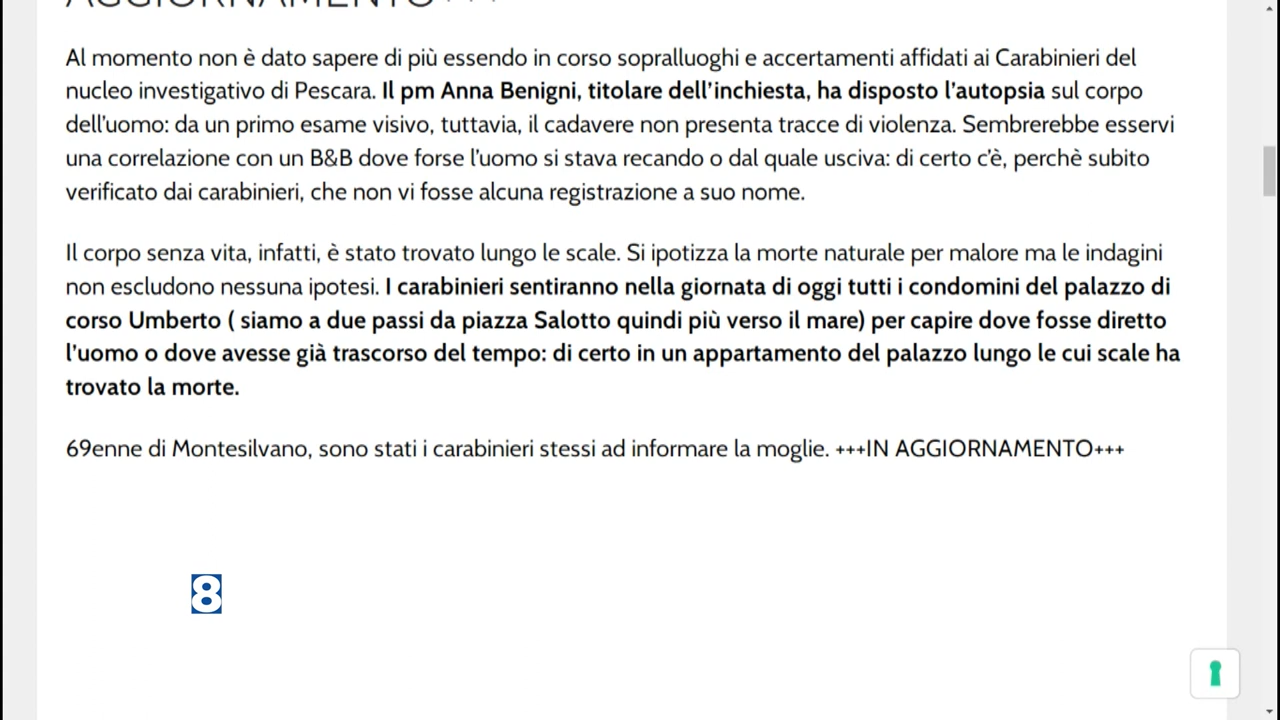 AGGIORNAMENTO+++
Al momento non è dato sapere di più essendo in corso sopralluoghi e accertamenti affidati ai Carabinieri del
nucleo investigativo di Pescara. Il pm Anna Benigni, titolare dell’inchiesta, ha disposto l’autopsia sul corpo
dell’uomo: da un primo esame visivo, tuttavia, il cadavere non presenta tracce di violenza. Sembrerebbe esservi
una correlazione con un B&B dove forse l’uomo si stava recando o dal quale usciva: di certo c’è, perchè subito
verificato dai carabinieri, che non vi fosse alcuna registrazione a suo nome.
Il corpo senza vita, infatti, è stato trovato lungo le scale. Si ipotizza la morte naturale per malore ma le indagini
non escludono nessuna ipotesi. I carabinieri sentiranno nella giornata di oggi tutti i condomini del palazzo di
corso Umberto ( siamo a due passi da piazza Salotto quindi più verso il mare) per capire dove fosse diretto
l’uomo o dove avesse già trascorso del tempo: di certo in un appartamento del palazzo lungo le cui scale ha
trovato la morte.
69enne di Montesilvano, sono stati i carabinieri stessi ad informare la moglie. +++IN AGGIORNAMENTO+++
8